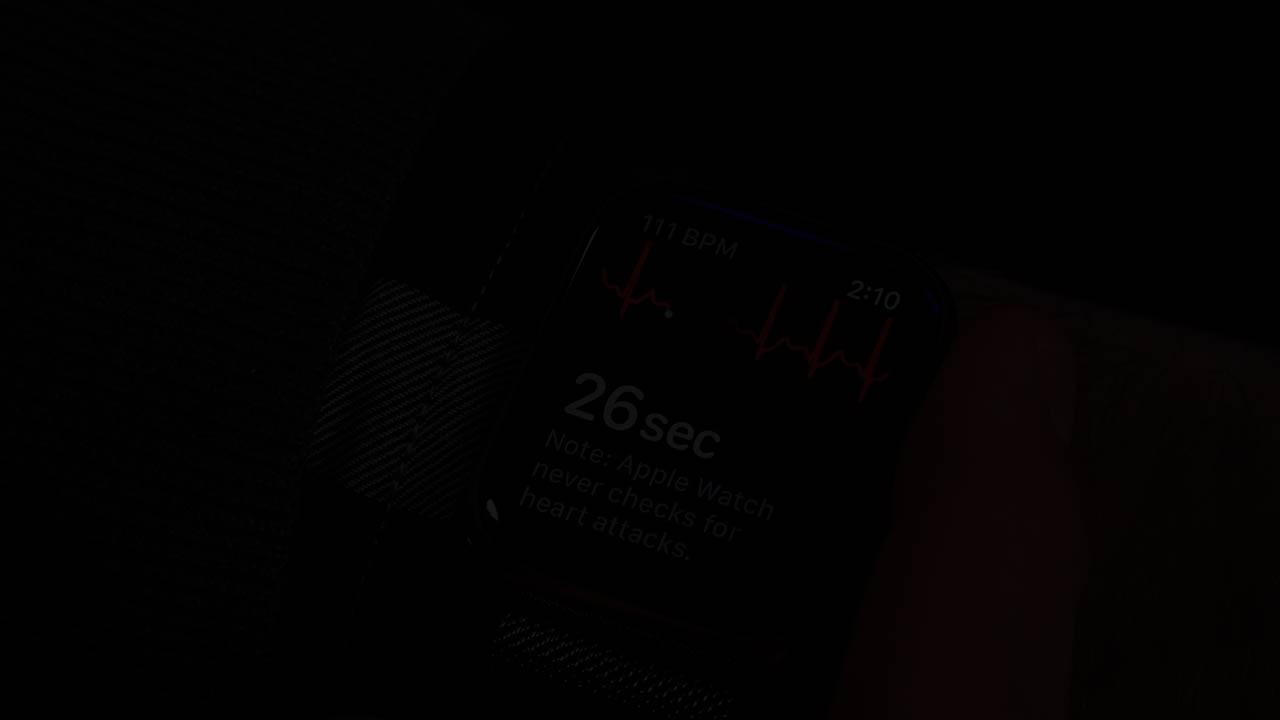 111 BPM
2:10
26 sec
Note: Apple Watch
never checks for
heart attacks.